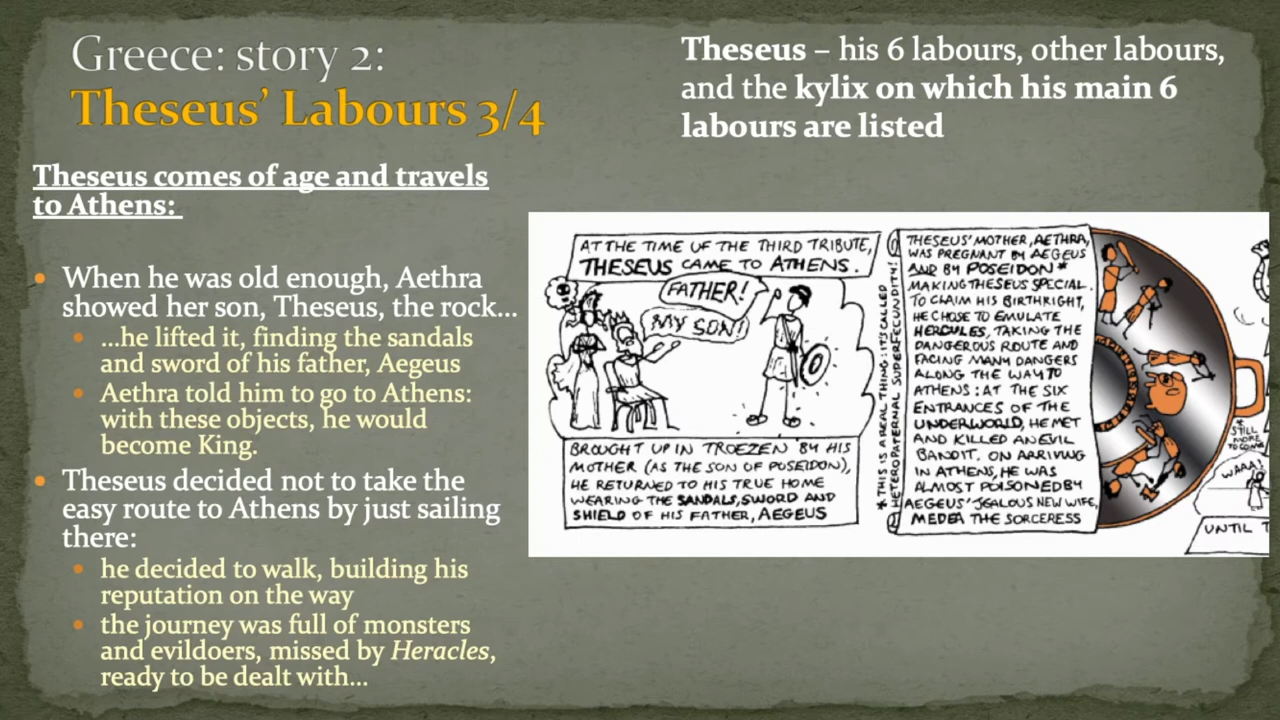 Greece: story 2:
Theseus' Labours 3/4
Theseus – his 6 labours, other labours,
and the kylix on which his main 6
labours are listed
Theseus comes of age and travels
to Athens:
• When he was old enough, Aethra
showed her son, Theseus, the rock...
• ...he lifted it, finding the sandals
and sword of his father, Aegeus
• Aethra told him to go to Athens:
with these objects, he would
become King.
• Theseus decided not to take the
easy route to Athens by just sailing
there:
• he decided to walk, building his
reputation on the way
• the journey was full of monsters
and evildoers, missed by Heracles,
ready to be dealt with...
AT THE TIME OF THE THIRD TRIBUTE,
THESEUS CAME TO ATHENS.
FATHER!
MY SON!
BROUGHT UP IN TROEZEN BY HIS
MOTHER (AS THE SON OF POSEIDON),
HE RETURNED TO HIS TRUE HOME
WEARING THE SANDALS, SWORD AND
SHIELD OF HIS FATHER, AEGEUS
*THIS IS A REAL THING: IT'S CALLED
HETEROPATERNAL SUPERFECUNDITY!
THESEUS' MOTHER, AETHRA,
WAS PREGNANT BY AEGEUS
AND BY POSEIDON*
MAKING THESEUS SPECIAL.
TO CLAIM HIS BIRTHRIGHT,
HE CHOSE TO EMULATE
HERCULES, TAKING THE
DANGEROUS ROUTE AND
FACING MANY DANGERS
ALONG THE WAY TO
ATHENS: AT THE SIX
ENTRANCES OF THE
UNDERWORLD, HE MET
AND KILLED AN EVIL
BANDIT. ON ARRIVING
IN ATHENS, HE WAS
ALMOST POISONED BY
AEGEUS' JEALOUS NEW WIFE,
MEDEA THE SORCERESS
*STILL
MORE
TO COME
WAAA!
UNTIL T